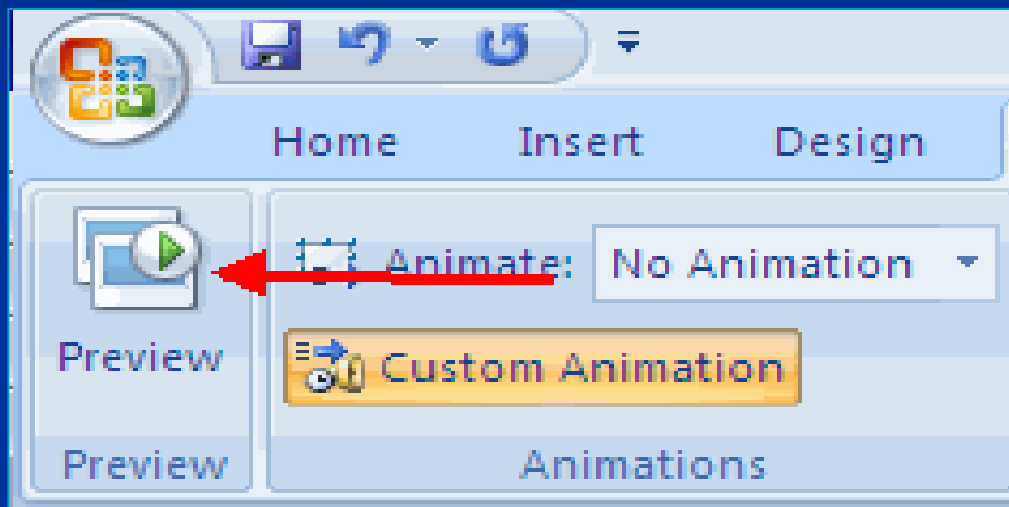 Home Insert Design
Animate: No Animation
Preview Custom Animation
Preview Animations